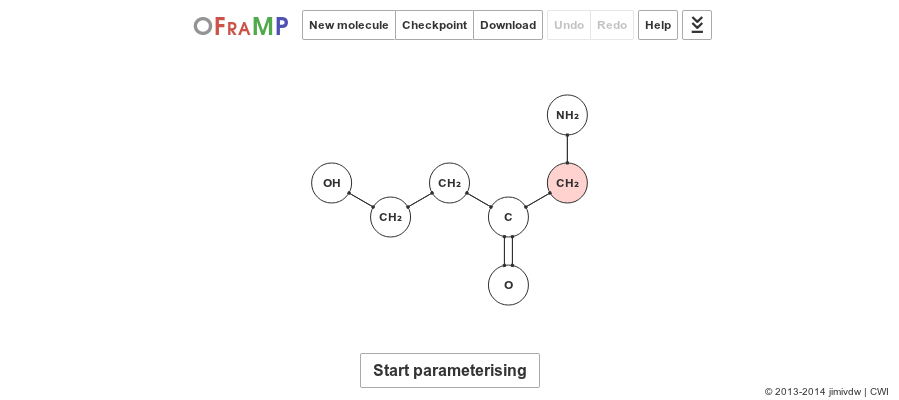 OFRAMP New molecule Checkpoint Download Undo Redo Help
NH₂
OH CH₂ CH₂
CH₂ C
O
Start parameterising
© 2013-2014 jimivdw | CWI